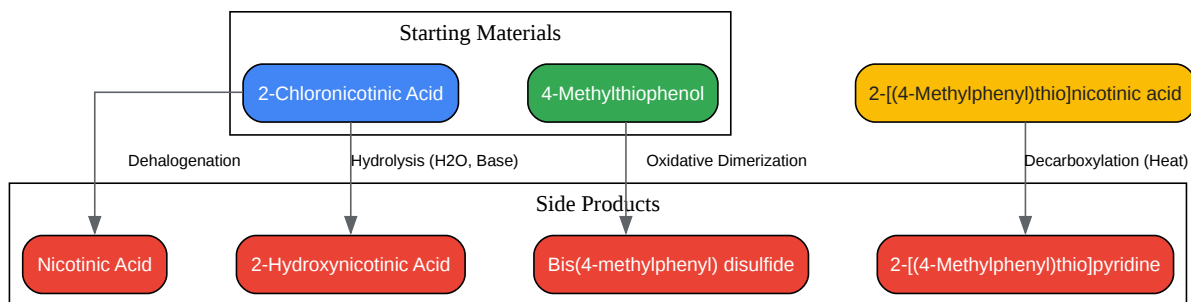 Starting Materials
2-Chloronicotinic Acid
4-Methylthiophenol
2-[(4-Methylphenyl)thio]nicotinic acid
Dehalogenation
Hydrolysis (H2O, Base)
Oxidative Dimerization
Decarboxylation (Heat)
Side Products
Nicotinic Acid
2-Hydroxynicotinic Acid
Bis(4-methylphenyl) disulfide
2-[(4-Methylphenyl)thio]pyridine